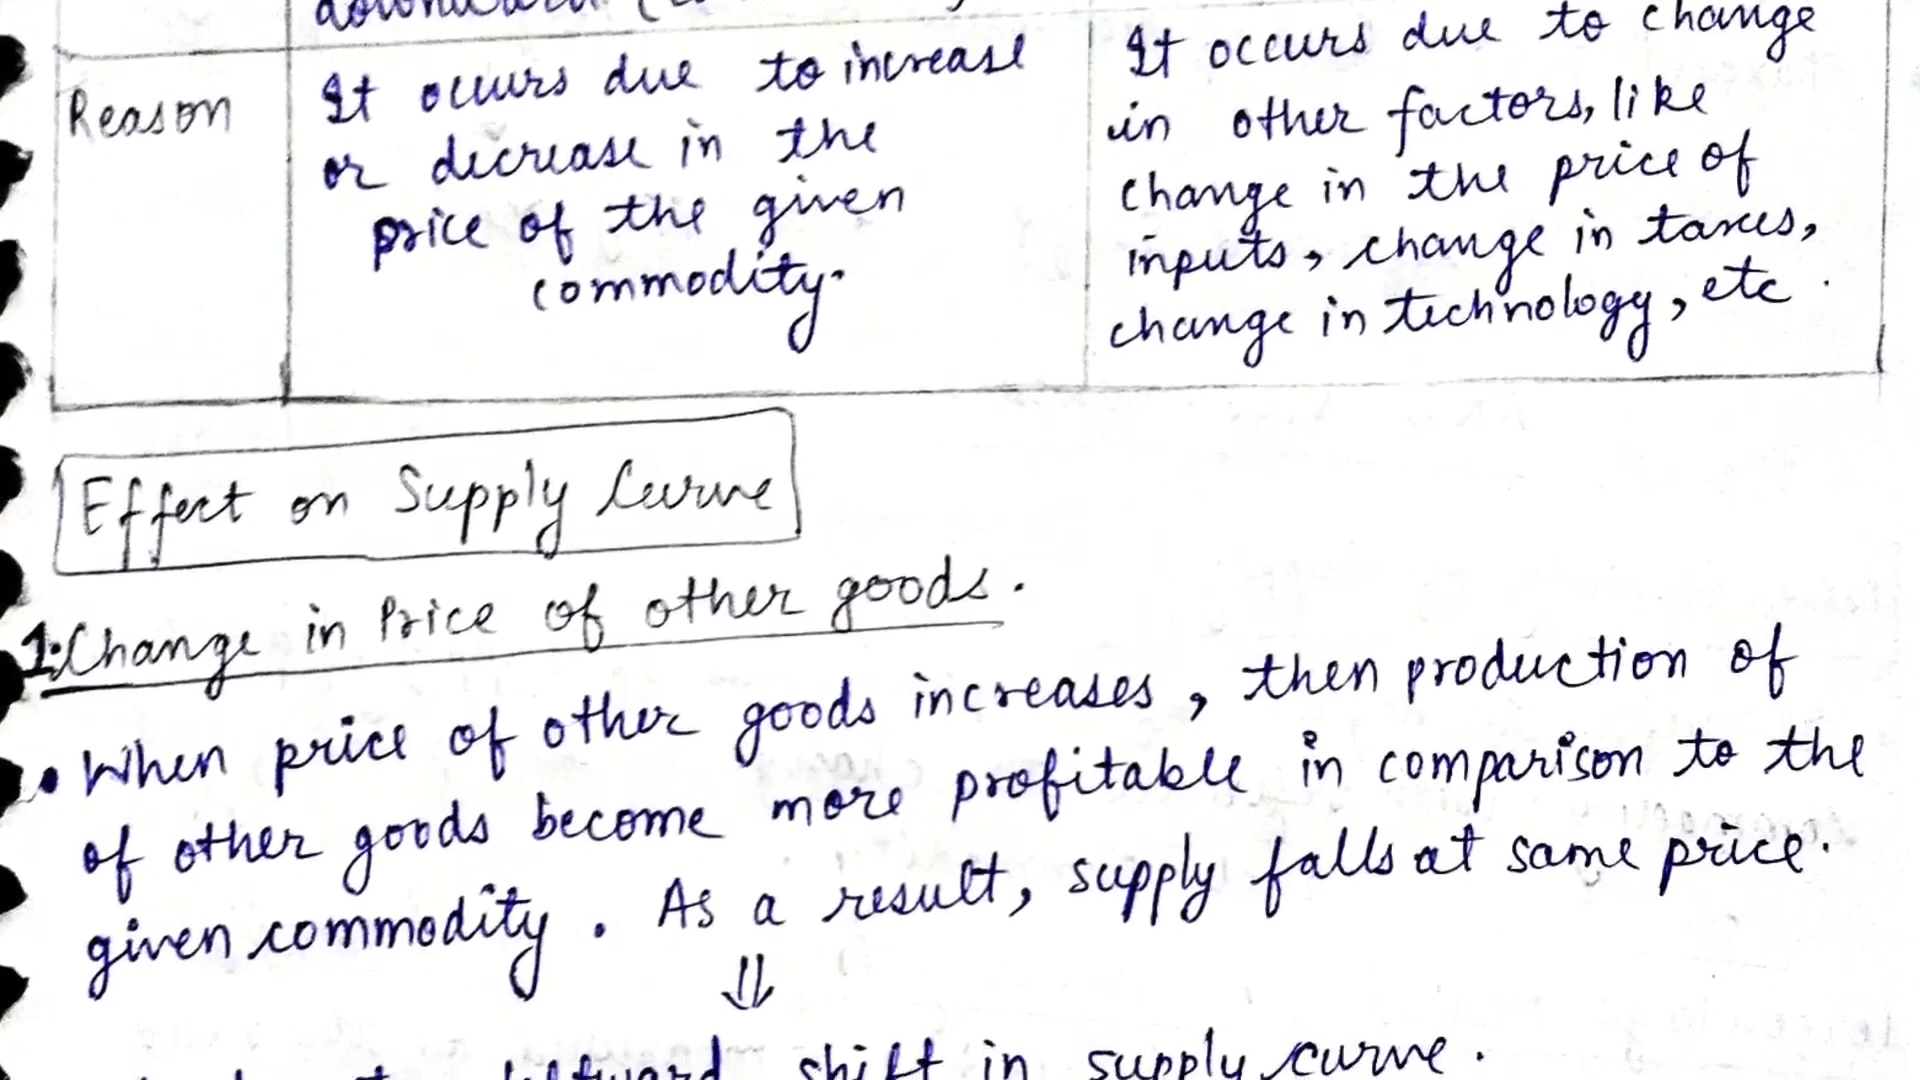 Reason
It occurs due to increase
or decrease in the
price of the given
commodity.
It occurs due to change
in other factors, like
change in the price of
inputs, change in taxes,
change in technology, etc.
Effect on Supply Curve
1. Change in Price of other goods.
• When price of other goods increases, then production of
of other goods become more profitable in comparison to the
given commodity. As a result, supply falls at same price.
⇓
leftward shift in supply curve.